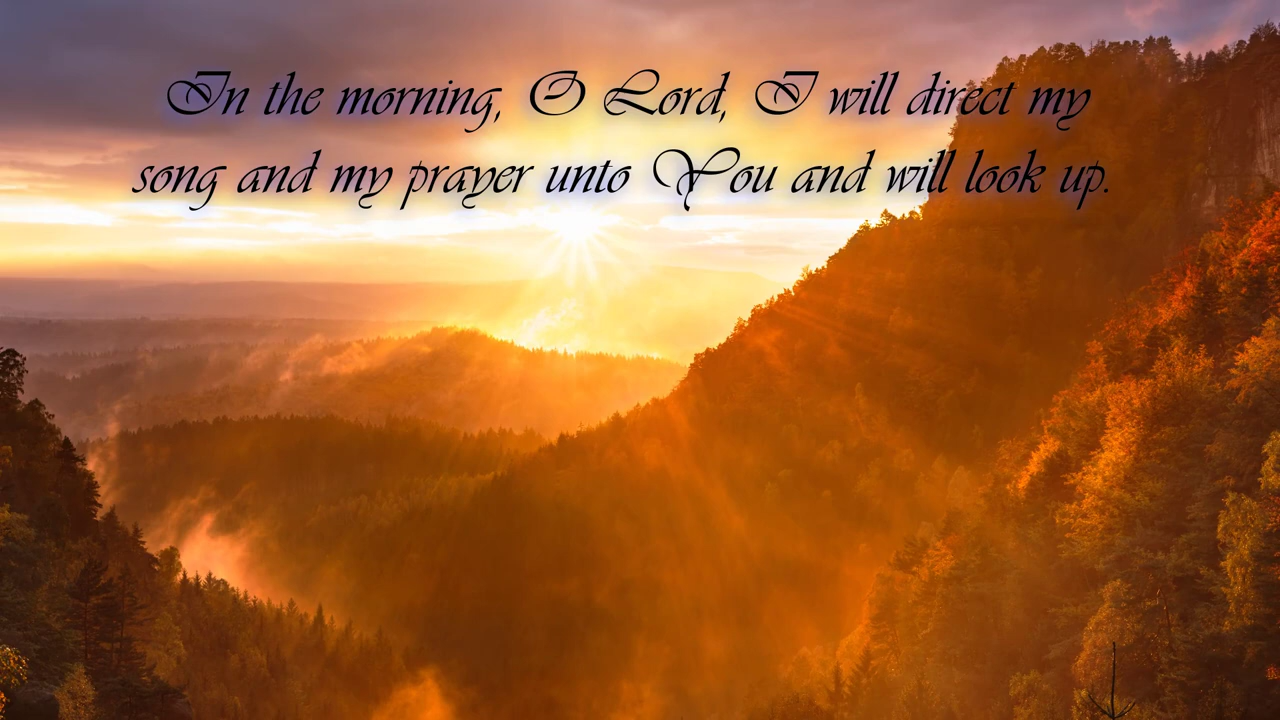 In the morning, O Lord, I will direct my
song and my prayer unto You and will look up.